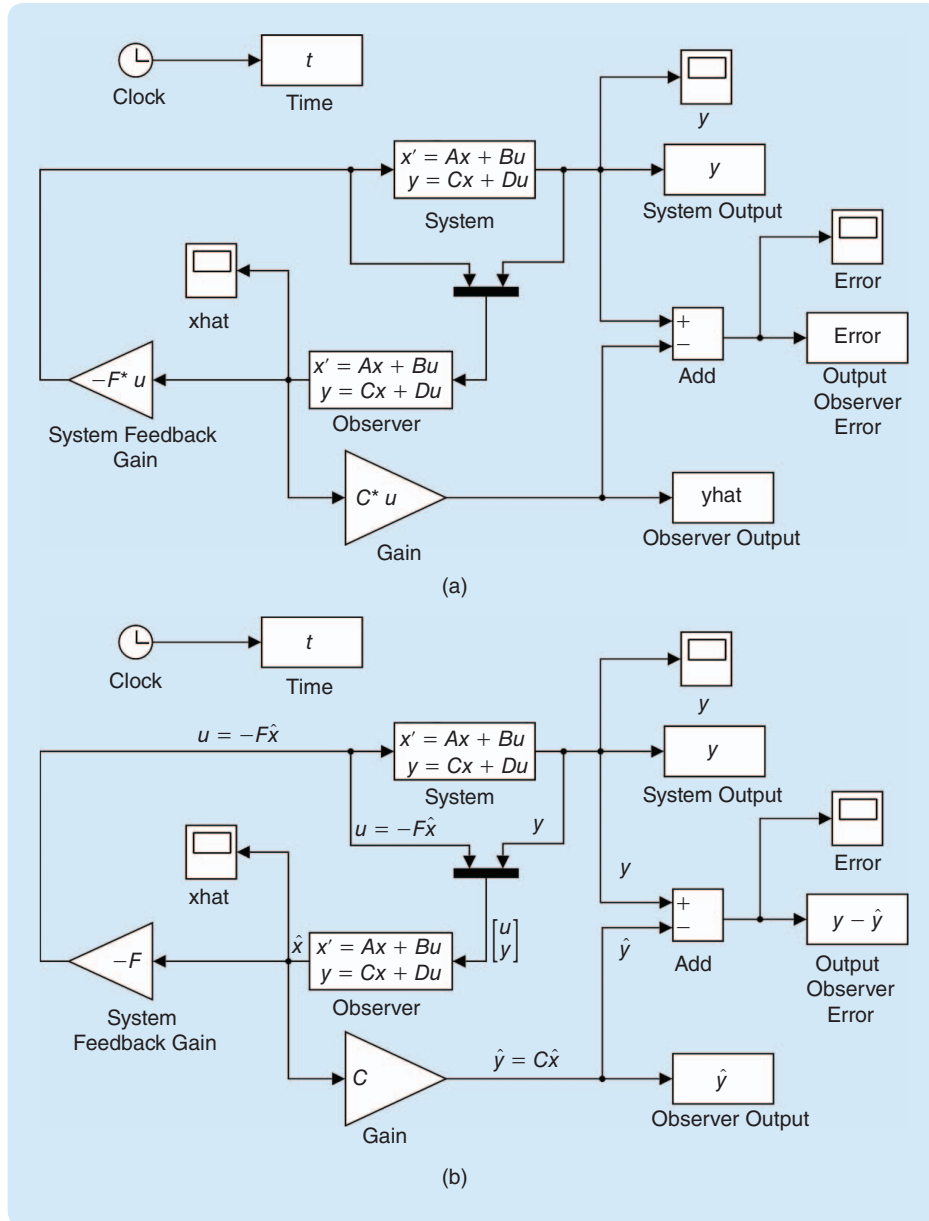 t
Clock
Time
y
x′ = Ax + Bu
y = Cx + Du
System
y
System Output
xhat
Error
+
−
Add
Error
Output
Observer
Error
−F* u
System Feedback
Gain
x′ = Ax + Bu
y = Cx + Du
Observer
C* u
Gain
yhat
Observer Output
(a)
t
Clock
Time
y
u = −Fx̂
x′ = Ax + Bu
y = Cx + Du
System
y
System Output
u = −Fx̂
y
xhat
Error
y
+
−
Add
y − ŷ
Output
Observer
Error
[u
y]
ŷ
−F
System
Feedback Gain
x̂
x′ = Ax + Bu
y = Cx + Du
Observer
C
Gain
ŷ = Cx̂
ŷ
Observer Output
(b)